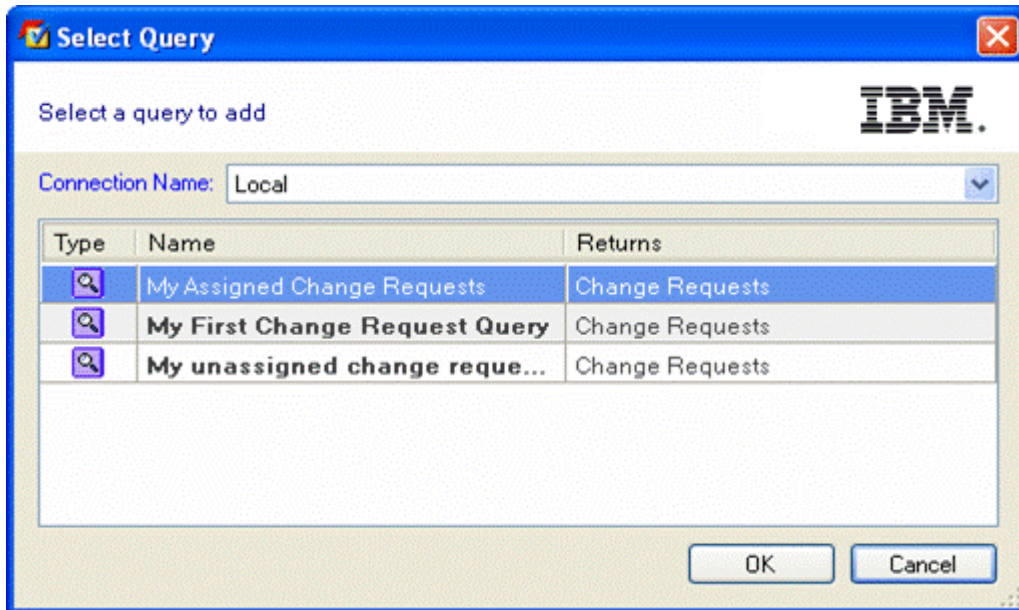 Select Query
Select a query to add
IBM.
Connection Name: Local
Type Name Returns
My Assigned Change Requests Change Requests
My First Change Request Query Change Requests
My unassigned change reque... Change Requests
OK Cancel